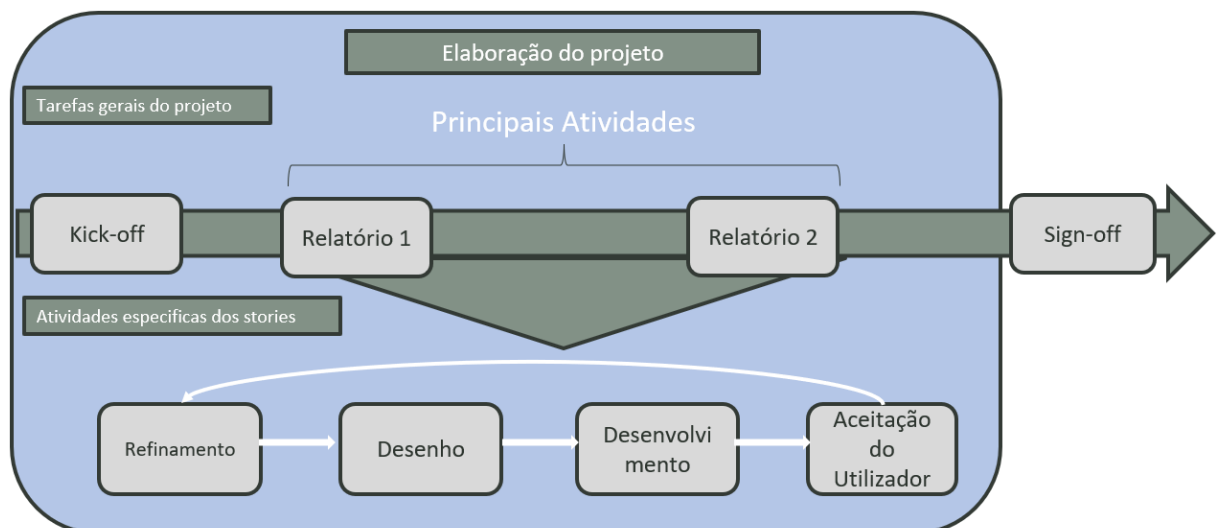 Elaboração do projeto
Tarefas gerais do projeto
Principais Atividades
Kick-off
Relatório 1
Relatório 2
Sign-off
Atividades especificas dos stories
Refinamento
Desenho
Desenvolvi
mento
Aceitação
do
Utilizador